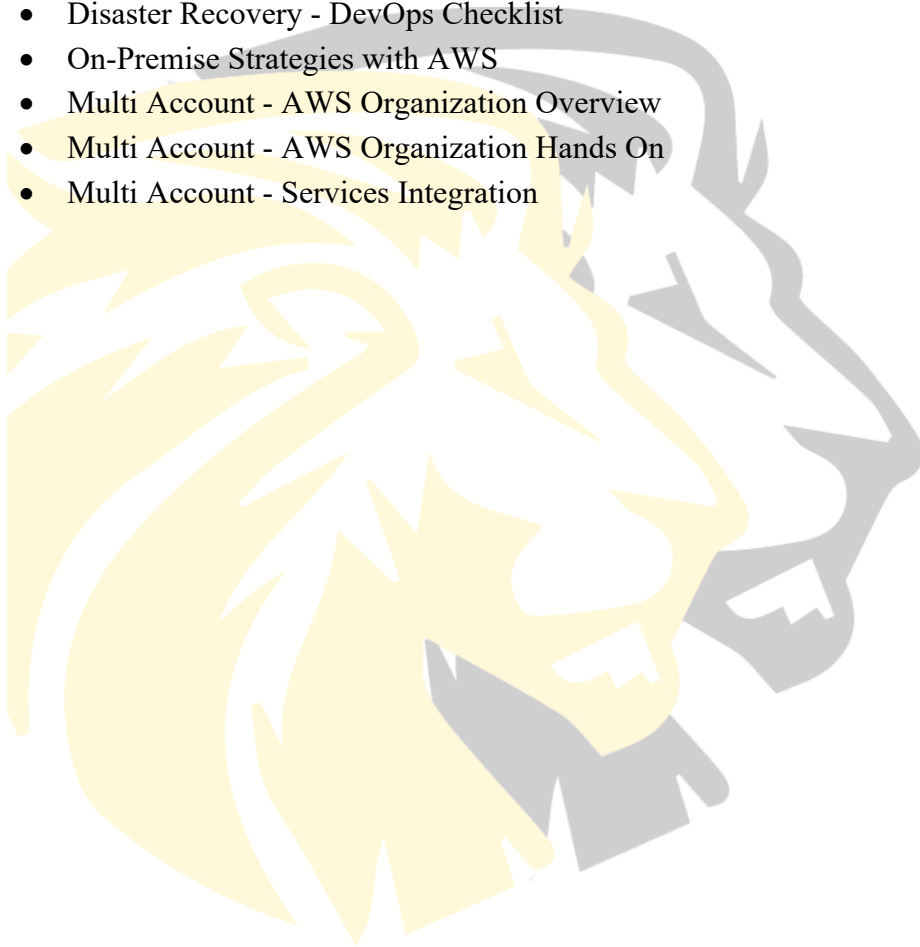 • Disaster Recovery - DevOps Checklist
• On-Premise Strategies with AWS
• Multi Account - AWS Organization Overview
• Multi Account - AWS Organization Hands On
• Multi Account - Services Integration